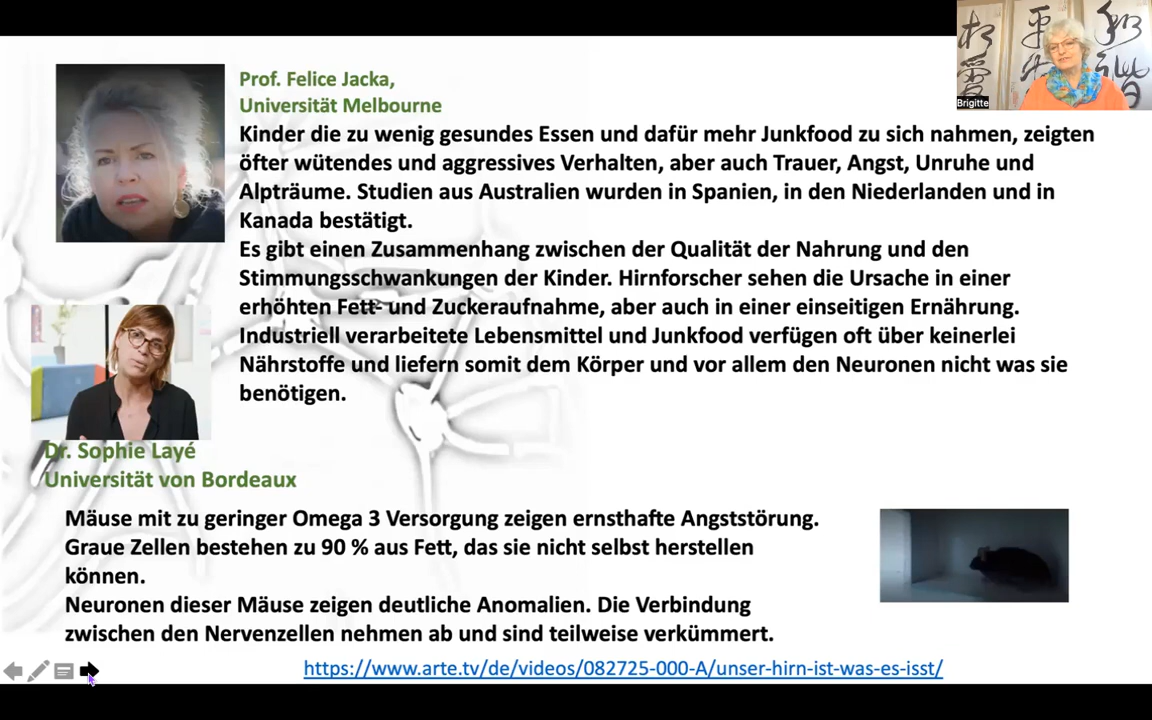 Prof. Felice Jacka,
Universität Melbourne
Kinder die zu wenig gesundes Essen und dafür mehr Junkfood zu sich nahmen, zeigten
öfter wütendes und aggressives Verhalten, aber auch Trauer, Angst, Unruhe und
Alpträume. Studien aus Australien wurden in Spanien, in den Niederlanden und in
Kanada bestätigt.
Es gibt einen Zusammenhang zwischen der Qualität der Nahrung und den
Stimmungsschwankungen der Kinder. Hirnforscher sehen die Ursache in einer
erhöhten Fett- und Zuckeraufnahme, aber auch in einer einseitigen Ernährung.
Industriell verarbeitete Lebensmittel und Junkfood verfügen oft über keinerlei
Nährstoffe und liefern somit dem Körper und vor allem den Neuronen nicht was sie
benötigen.
Dr. Sophie Layé
Universität von Bordeaux
Mäuse mit zu geringer Omega 3 Versorgung zeigen ernsthafte Angststörung.
Graue Zellen bestehen zu 90 % aus Fett, das sie nicht selbst herstellen
können.
Neuronen dieser Mäuse zeigen deutliche Anomalien. Die Verbindung
zwischen den Nervenzellen nehmen ab und sind teilweise verkümmert.
https://www.arte.tv/de/videos/082725-000-A/unser-hirn-ist-was-es-isst/
Brigitte